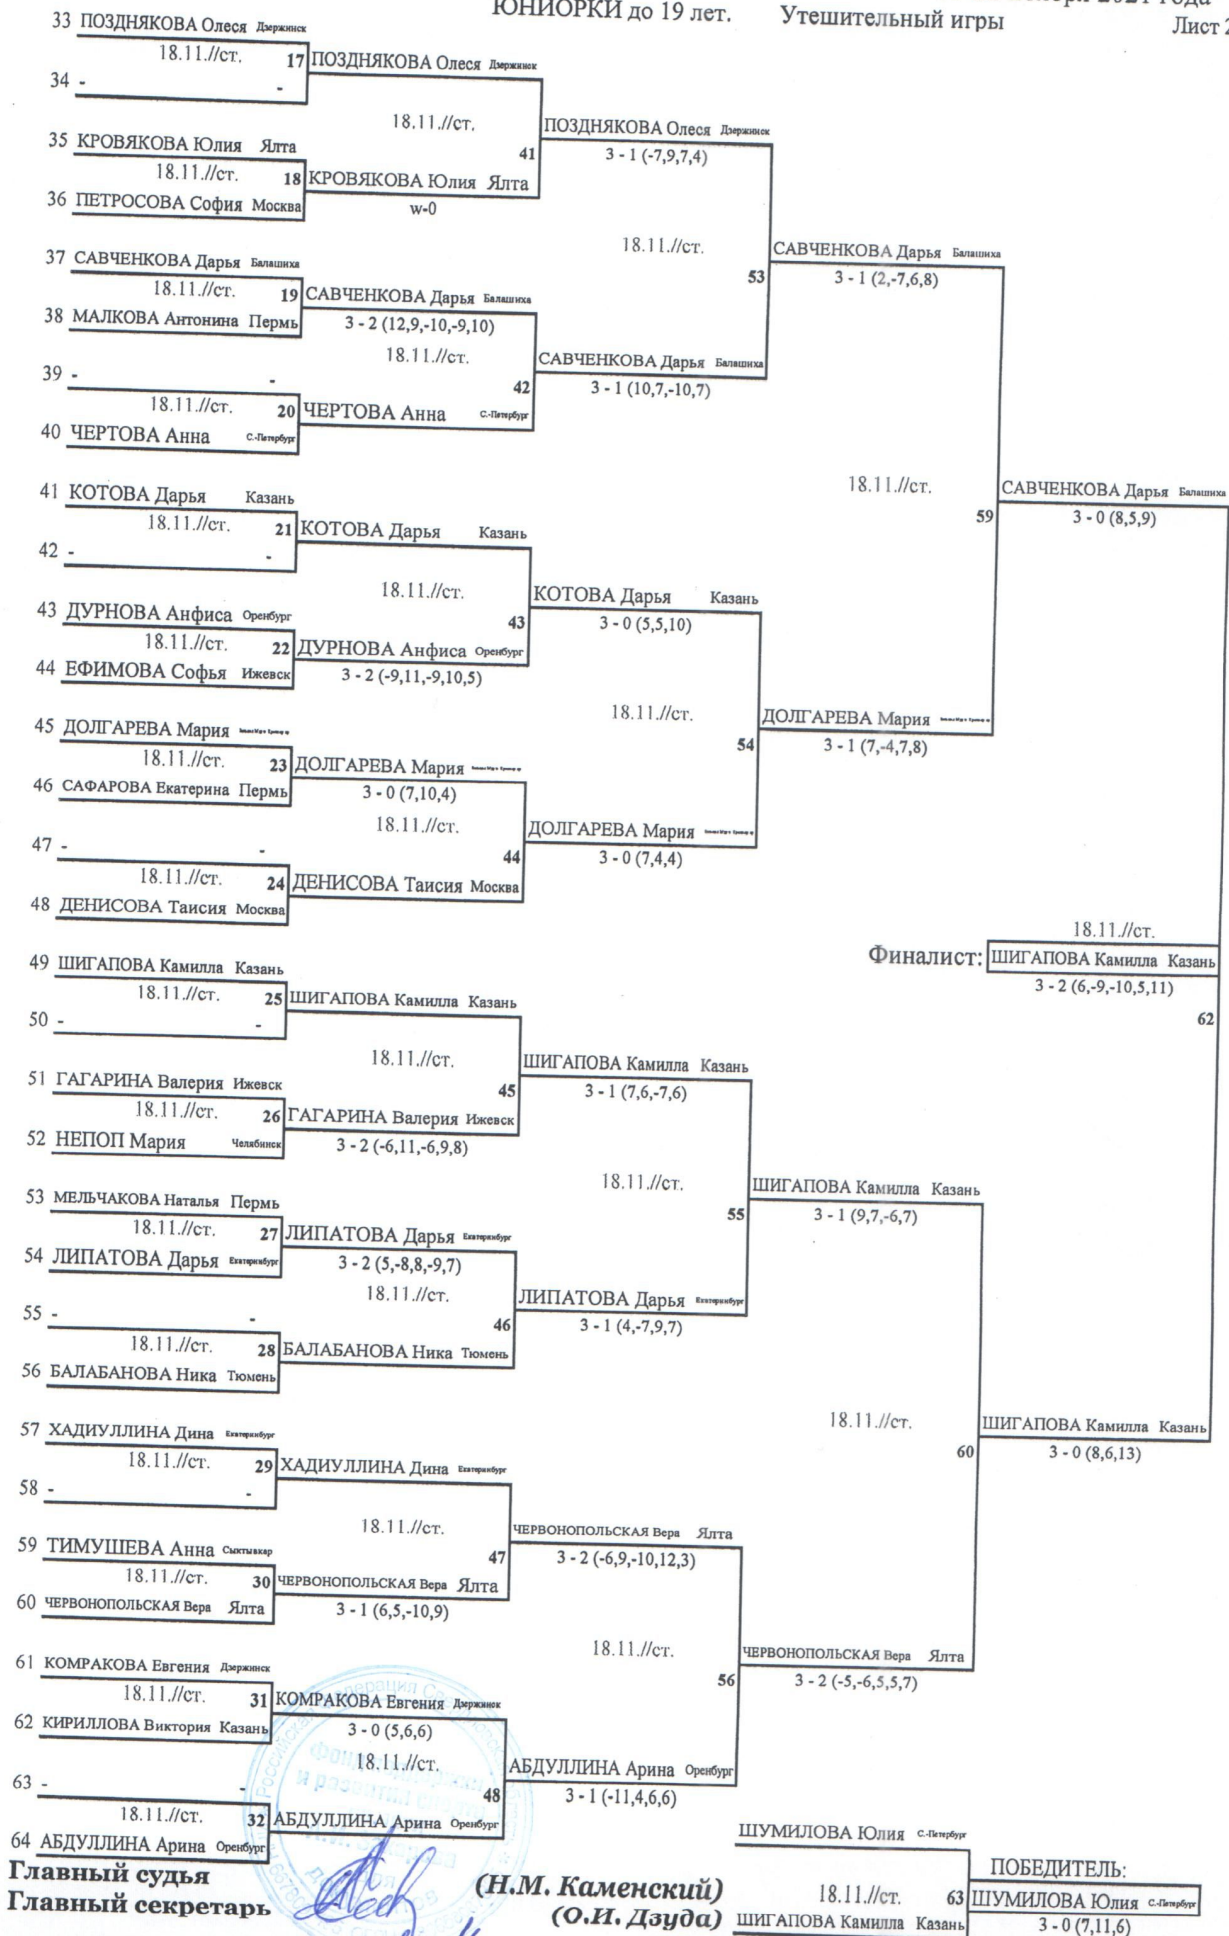 2021 года
ЮНИОРКИ до 19 лет. Утешительный игры
Лист 2
33 ПОЗДНЯКОВА Олеся Дзержинск
18.11.//ст. 17 ПОЗДНЯКОВА Олеся Дзержинск
34 - -
18.11.//ст. ПОЗДНЯКОВА Олеся Дзержинск
35 КРОВЯКОВА Юлия Ялта 41 3 - 1 (-7,9,7,4)
18.11.//ст. 18 КРОВЯКОВА Юлия Ялта
36 ПЕТРОСОВА София Москва w-0
18.11.//ст. САВЧЕНКОВА Дарья Балашиха
37 САВЧЕНКОВА Дарья Балашиха 53 3 - 1 (2,-7,6,8)
18.11.//ст. 19 САВЧЕНКОВА Дарья Балашиха
38 МАЛКОВА Антонина Пермь 3 - 2 (12,9,-10,-9,10)
18.11.//ст. САВЧЕНКОВА Дарья Балашиха
39 - - 42 3 - 1 (10,7,-10,7)
18.11.//ст. 20 ЧЕРТОВА Анна С.-Петербург
40 ЧЕРТОВА Анна С.-Петербург
18.11.//ст. САВЧЕНКОВА Дарья Балашиха
41 КОТОВА Дарья Казань 59 3 - 0 (8,5,9)
18.11.//ст. 21 КОТОВА Дарья Казань
42 - -
18.11.//ст. КОТОВА Дарья Казань
43 ДУРНОВА Анфиса Оренбург 43 3 - 0 (5,5,10)
18.11.//ст. 22 ДУРНОВА Анфиса Оренбург
44 ЕФИМОВА Софья Ижевск 3 - 2 (-9,11,-9,10,5)
18.11.//ст. ДОЛГАРЕВА Мария
45 ДОЛГАРЕВА Мария 54 3 - 1 (7,-4,7,8)
18.11.//ст. 23 ДОЛГАРЕВА Мария
46 САФАРОВА Екатерина Пермь 3 - 0 (7,10,4)
18.11.//ст. ДОЛГАРЕВА Мария
47 - - 44 3 - 0 (7,4,4)
18.11.//ст. 24 ДЕНИСОВА Таисия Москва
48 ДЕНИСОВА Таисия Москва
18.11.//ст.
Финалист: ШИГАПОВА Камилла Казань
3 - 2 (6,-9,-10,5,11)
62
49 ШИГАПОВА Камилла Казань
18.11.//ст. 25 ШИГАПОВА Камилла Казань
50 - -
18.11.//ст. ШИГАПОВА Камилла Казань
51 ГАГАРИНА Валерия Ижевск 45 3 - 1 (7,6,-7,6)
18.11.//ст. 26 ГАГАРИНА Валерия Ижевск
52 НЕПОП Мария Челябинск 3 - 2 (-6,11,-6,9,8)
18.11.//ст. ШИГАПОВА Камилла Казань
53 МЕЛЬЧАКОВА Наталья Пермь 55 3 - 1 (9,7,-6,7)
18.11.//ст. 27 ЛИПАТОВА Дарья Екатеринбург
54 ЛИПАТОВА Дарья Екатеринбург 3 - 2 (5,-8,8,-9,7)
18.11.//ст. ЛИПАТОВА Дарья Екатеринбург
55 - - 46 3 - 1 (4,-7,9,7)
18.11.//ст. 28 БАЛАБАНОВА Ника Тюмень
56 БАЛАБАНОВА Ника Тюмень
18.11.//ст. ШИГАПОВА Камилла Казань
57 ХАДИУЛЛИНА Дина Екатеринбург 60 3 - 0 (8,6,13)
18.11.//ст. 29 ХАДИУЛЛИНА Дина Екатеринбург
58 - -
18.11.//ст. ЧЕРВОНОПОЛЬСКАЯ Вера Ялта
59 ТИМУШЕВА Анна Сыктывкар 47 3 - 2 (-6,9,-10,12,3)
18.11.//ст. 30 ЧЕРВОНОПОЛЬСКАЯ Вера Ялта
60 ЧЕРВОНОПОЛЬСКАЯ Вера Ялта 3 - 1 (6,5,-10,9)
18.11.//ст. ЧЕРВОНОПОЛЬСКАЯ Вера Ялта
61 КОМРАКОВА Евгения Дзержинск 56 3 - 2 (-5,-6,5,5,7)
18.11.//ст. 31 КОМРАКОВА Евгения Дзержинск
62 КИРИЛЛОВА Виктория Казань 3 - 0 (5,6,6)
18.11.//ст. АБДУЛЛИНА Арина Оренбург
63 - - 48 3 - 1 (-11,4,6,6)
18.11.//ст. 32 АБДУЛЛИНА Арина Оренбург
64 АБДУЛЛИНА Арина Оренбург
ШУМИЛОВА Юлия С.-Петербург
ПОБЕДИТЕЛЬ:
18.11.//ст. 63 ШУМИЛОВА Юлия С.-Петербург
ШИГАПОВА Камилла Казань 3 - 0 (7,11,6)
Главный судья (Н.М. Каменский)
Главный секретарь (О.И. Дзуда)